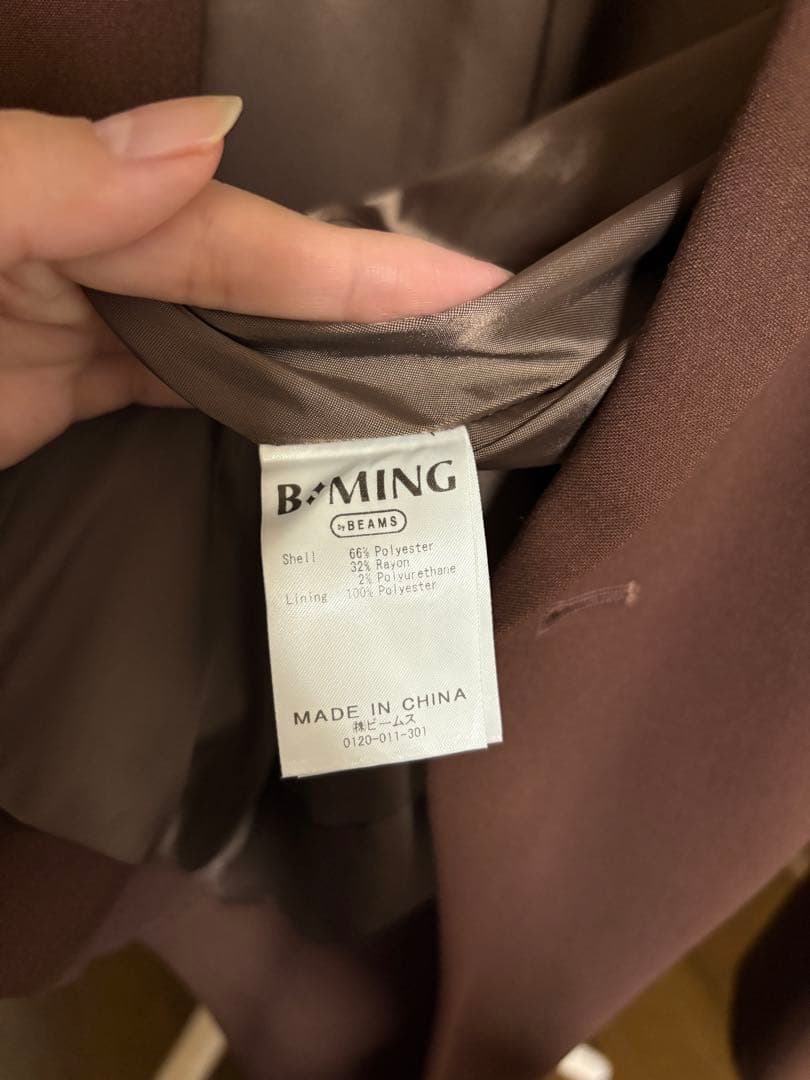 B:MING
by BEAMS
Shell 66% Polyester
32% Rayon
2% Polyurethane
Lining 100% Polyester
MADE IN CHINA
㈱ビームス
0120-011-301